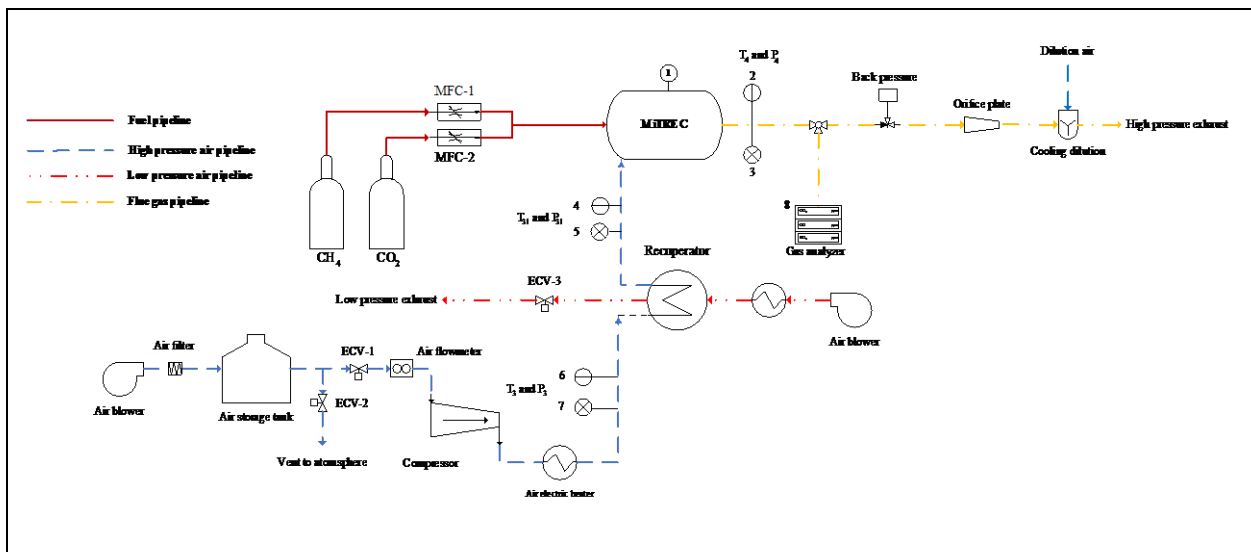 Fuel pipeline
High pressure air pipeline
Low pressure air pipeline
Flue gas pipeline
MFC-1
MFC-2
CH4
CO2
1
MiTREC
T4 and P4
2
3
Back pressure
Orifice plate
Dilution air
High pressure exhaust
Cooling dilution
8
Gas analyzer
4
T31 and P31
5
Recuperator
ECV-3
Low pressure exhaust
Air blower
Air filter
ECV-1
Air flowmeter
6
T3 and P3
7
Air blower
Air storage tank
ECV-2
Vent to atomsphere
Compressor
Air electric heater